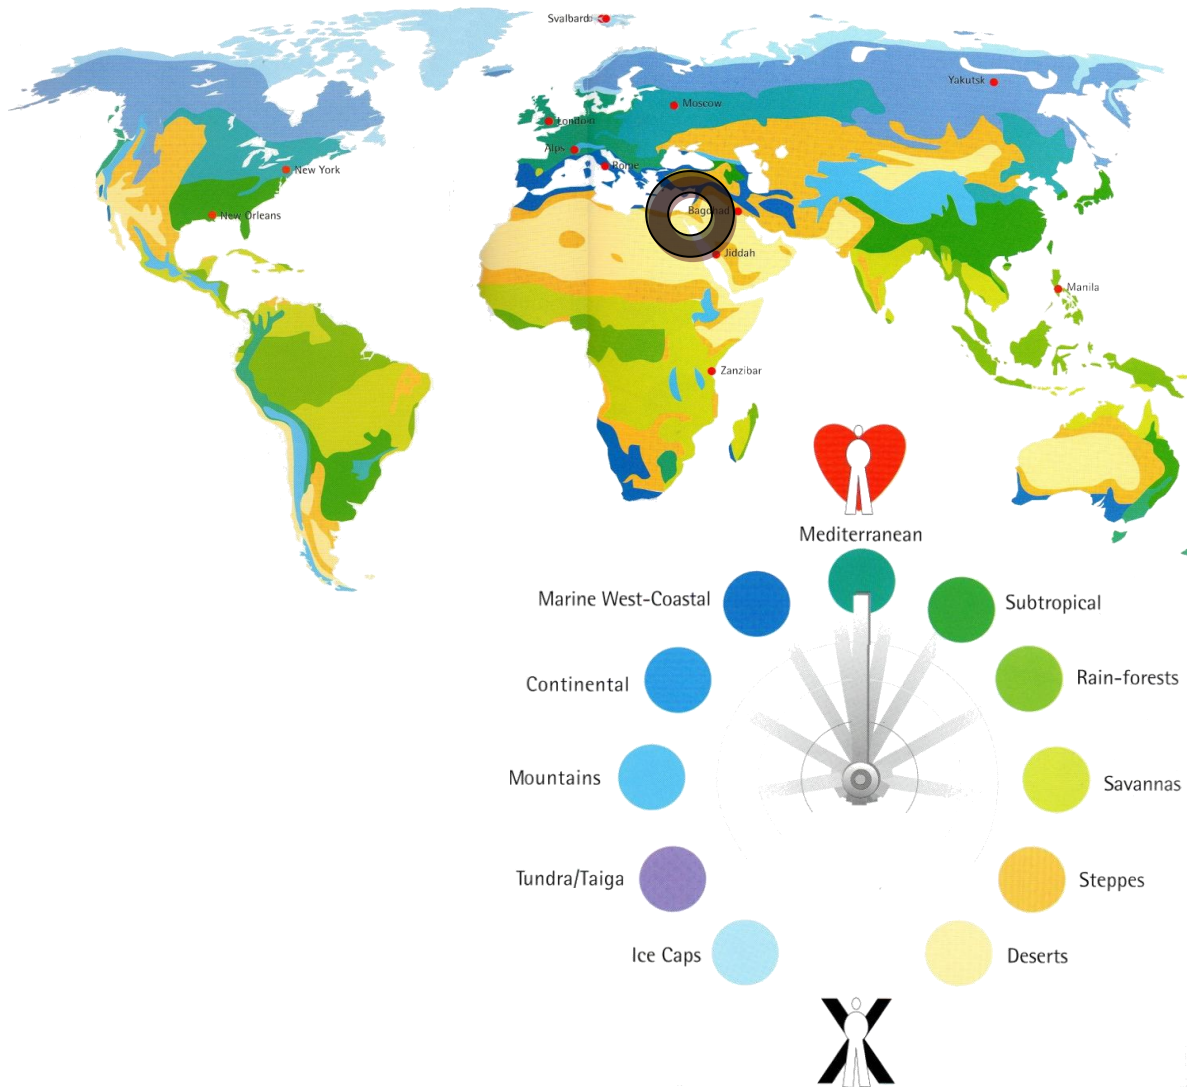 Svalbard
Yakutsk
Moscow
London
Alps
Rome
New York
New Orleans
Bagdhad
Jiddah
Manila
Zanzibar
Mediterranean
Marine West-Coastal
Subtropical
Continental
Rain-forests
Mountains
Savannas
Tundra/Taiga
Steppes
Ice Caps
Deserts